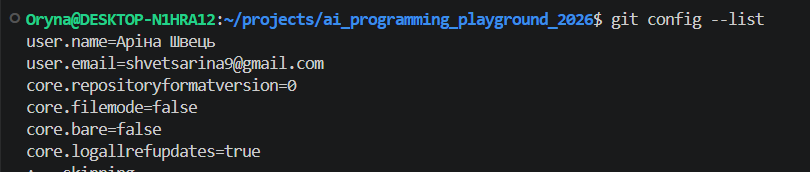 Oryna@DESKTOP-N1HRA12:~/projects/ai_programming_playground_2026$ git config --list
user.name=Аріна Швець
user.email=shvetsarina9@gmail.com
core.repositoryformatversion=0
core.filemode=false
core.bare=false
core.logallrefupdates=true
skipping